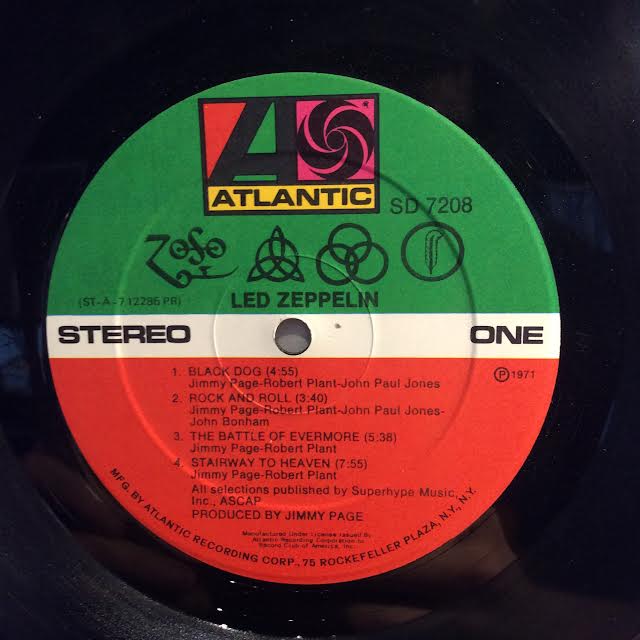 ATLANTIC
SD 7208
ZoSo
(ST-A-712286 PR)
LED ZEPPELIN
STEREO
ONE
℗ 1971
1. BLACK DOG (4:55)
Jimmy Page-Robert Plant-John Paul Jones
2. ROCK AND ROLL (3:40)
Jimmy Page-Robert Plant-John Paul Jones-
John Bonham
3. THE BATTLE OF EVERMORE (5:38)
Jimmy Page-Robert Plant
4. STAIRWAY TO HEAVEN (7:55)
Jimmy Page-Robert Plant
All selections published by Superhype Music,
Inc., ASCAP
PRODUCED BY JIMMY PAGE
Manufactured Under License Issued By
Atlantic Recording Corporation to
Record Club of America, Inc.
MFG. BY ATLANTIC RECORDING CORP., 75 ROCKEFELLER PLAZA, N.Y., N.Y.